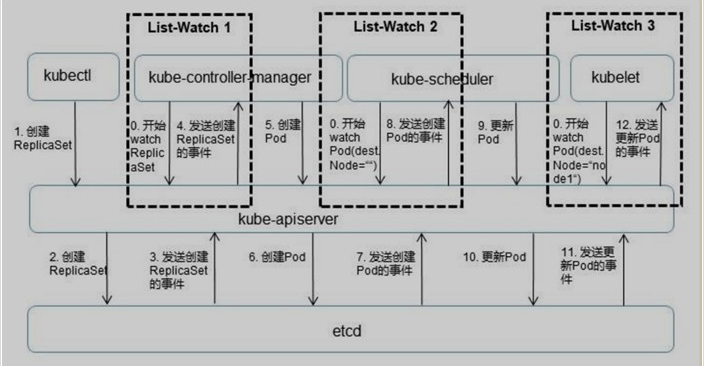 List-Watch 1
List-Watch 2
List-Watch 3
kubectl
kube-controller-manager
kube-scheduler
kubelet
1. 创建
ReplicaSet
0. 开始
watch
Replic
aSet
4. 发送创建
ReplicaSet
的事件
5. 创建
Pod
0. 开始
watch
Pod(dest.
Node="")
8. 发送创建
Pod的事件
9. 更新
Pod
0. 开始
watch
Pod(dest.
Node="no
de1")
12. 发送
更新Pod
的事件
kube-apiserver
2. 创建
ReplicaSet
3. 发送创建
ReplicaSet
的事件
6. 创建Pod
7. 发送创建
Pod的事件
10. 更新Pod
11. 发送更
新Pod的事
件
etcd